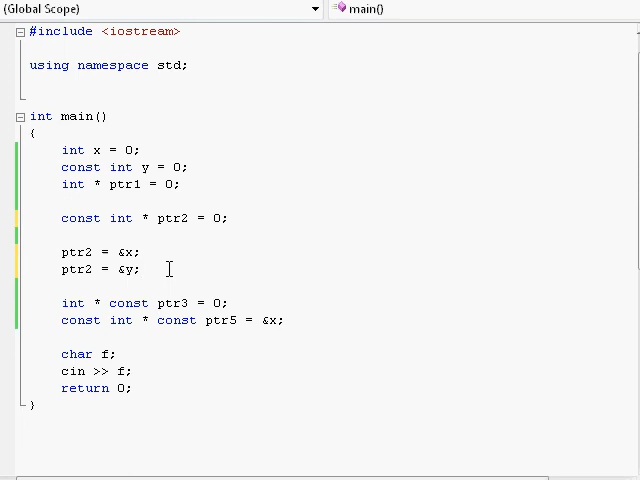 (Global Scope) main()
#include <iostream>
using namespace std;
int main()
{
int x = 0;
const int y = 0;
int * ptr1 = 0;
const int * ptr2 = 0;
ptr2 = &x;
ptr2 = &y;
int * const ptr3 = 0;
const int * const ptr5 = &x;
char f;
cin >> f;
return 0;
}